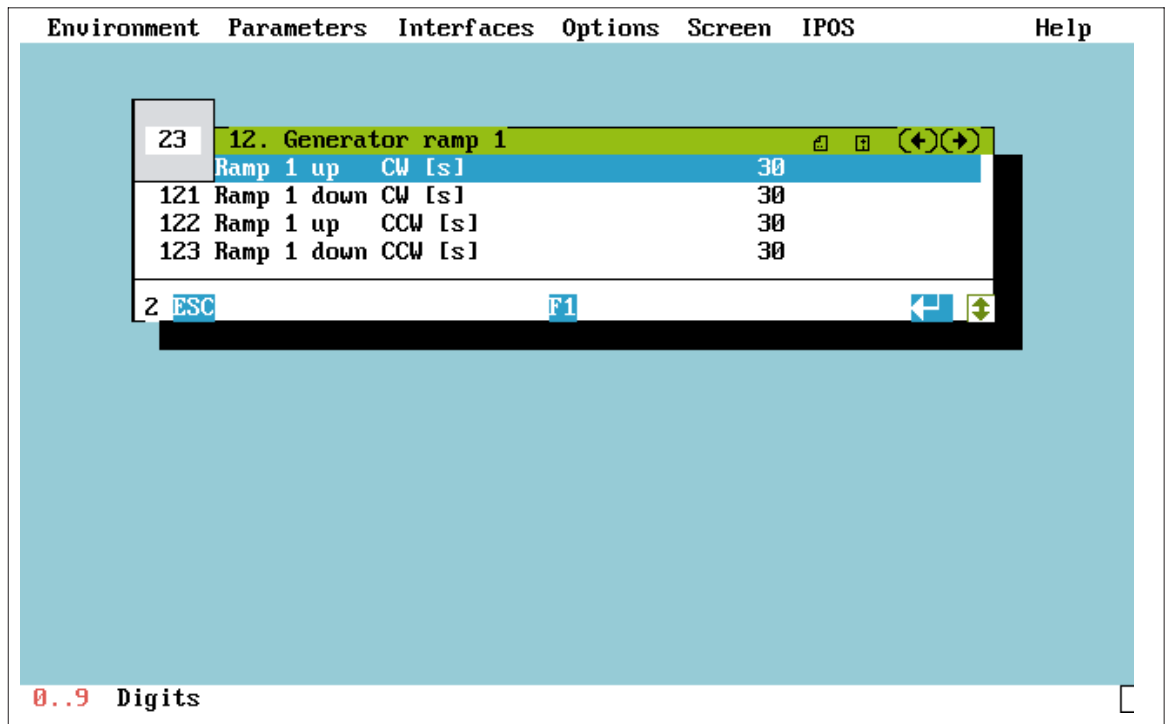 Environment Parameters Interfaces Options Screen IPOS Help
23 12. Generator ramp 1
Ramp 1 up CW [s] 30
121 Ramp 1 down CW [s] 30
122 Ramp 1 up CCW [s] 30
123 Ramp 1 down CCW [s] 30
2 ESC F1
0..9 Digits